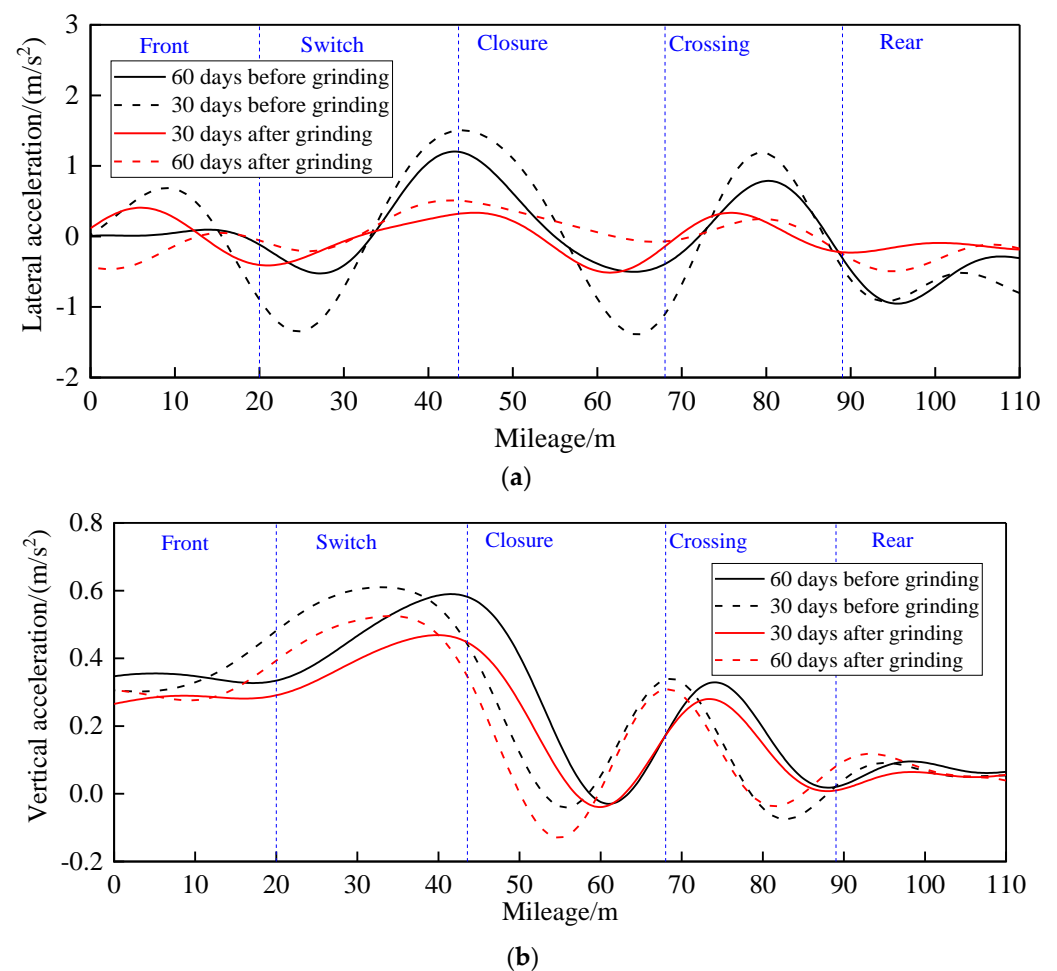 3
2
1
0
-1
-2
Lateral acceleration/(m/s²)
Front Switch Closure Crossing Rear
60 days before grinding
30 days before grinding
30 days after grinding
60 days after grinding
0 10 20 30 40 50 60 70 80 90 100 110
Mileage/m
(a)
0.8
0.6
0.4
0.2
0.0
-0.2
Vertical acceleration/(m/s²)
Front Switch Closure Crossing Rear
60 days before grinding
30 days before grinding
30 days after grinding
60 days after grinding
0 10 20 30 40 50 60 70 80 90 100 110
Mileage/m
(b)